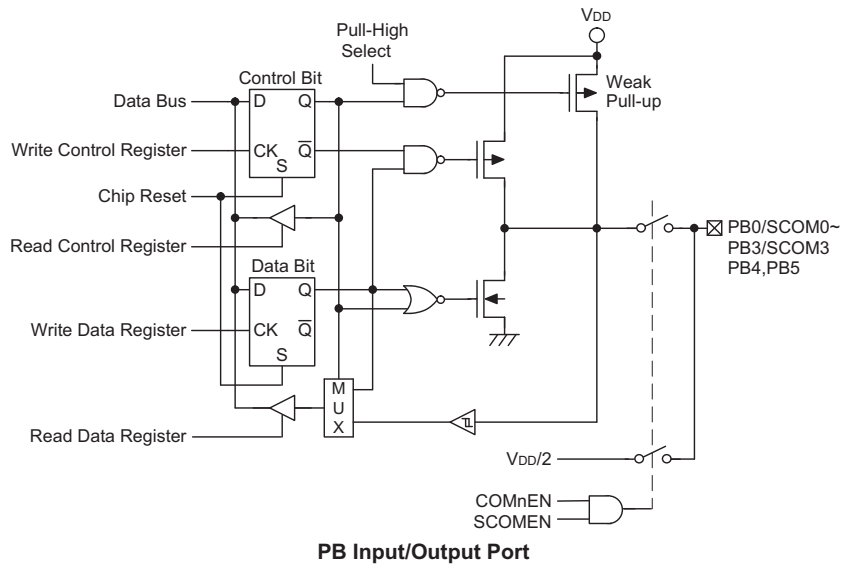 VDD
Pull-High
Select
Control Bit
Weak
Pull-up
Data Bus
D
Q
Write Control Register
CK
Q
S
Chip Reset
Read Control Register
Data Bit
D
Q
Write Data Register
CK
Q
S
M
U
X
Read Data Register
PB0/SCOM0~
PB3/SCOM3
PB4,PB5
VDD/2
COMnEN
SCOMEN
PB Input/Output Port